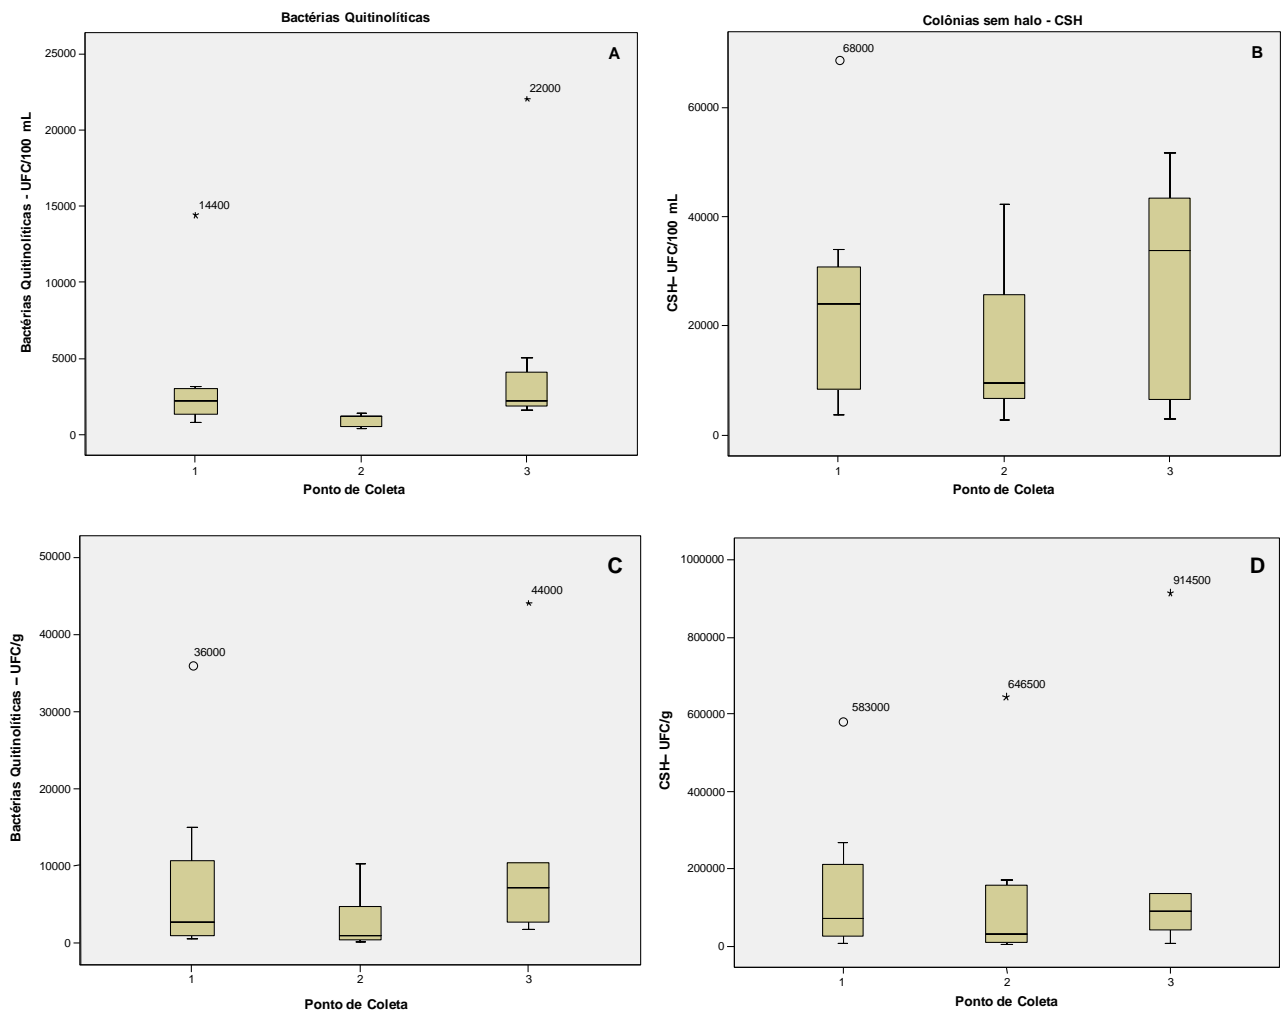 Bactérias Quitinolíticas
A
Bactérias Quitinolíticas - UFC/100 mL
25000
20000
15000
10000
5000
0
14400
22000
1 2 3
Ponto de Coleta
Colônias sem halo - CSH
B
CSH– UFC/100 mL
60000
40000
20000
0
68000
1 2 3
Ponto de Coleta
C
Bactérias Quitinolíticas – UFC/g
50000
40000
30000
20000
10000
0
36000
44000
1 2 3
Ponto de Coleta
D
CSH– UFC/g
1000000
800000
600000
400000
200000
0
583000
646500
914500
1 2 3
Ponto de Coleta